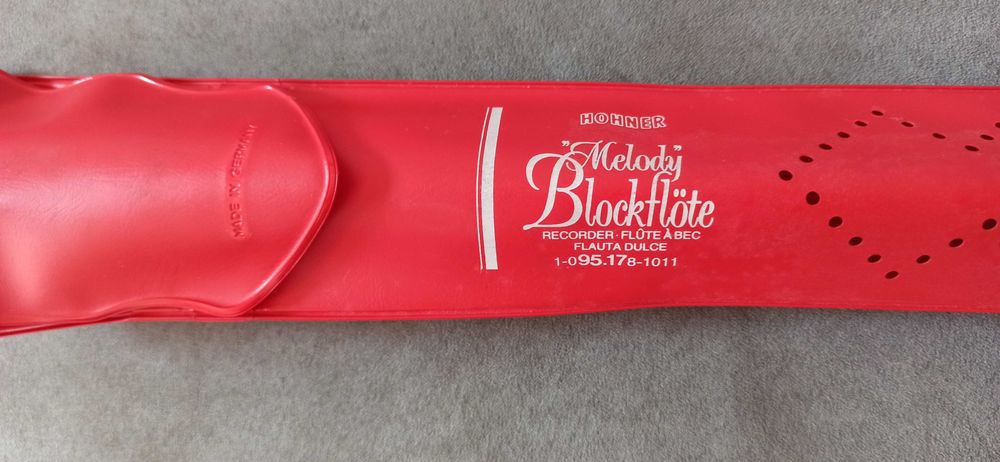 MADE IN GERMANY
HOHNER
"Melody"
Blockflöte
RECORDER · FLÛTE À BEC
FLAUTA DULCE
1-095.178-1011